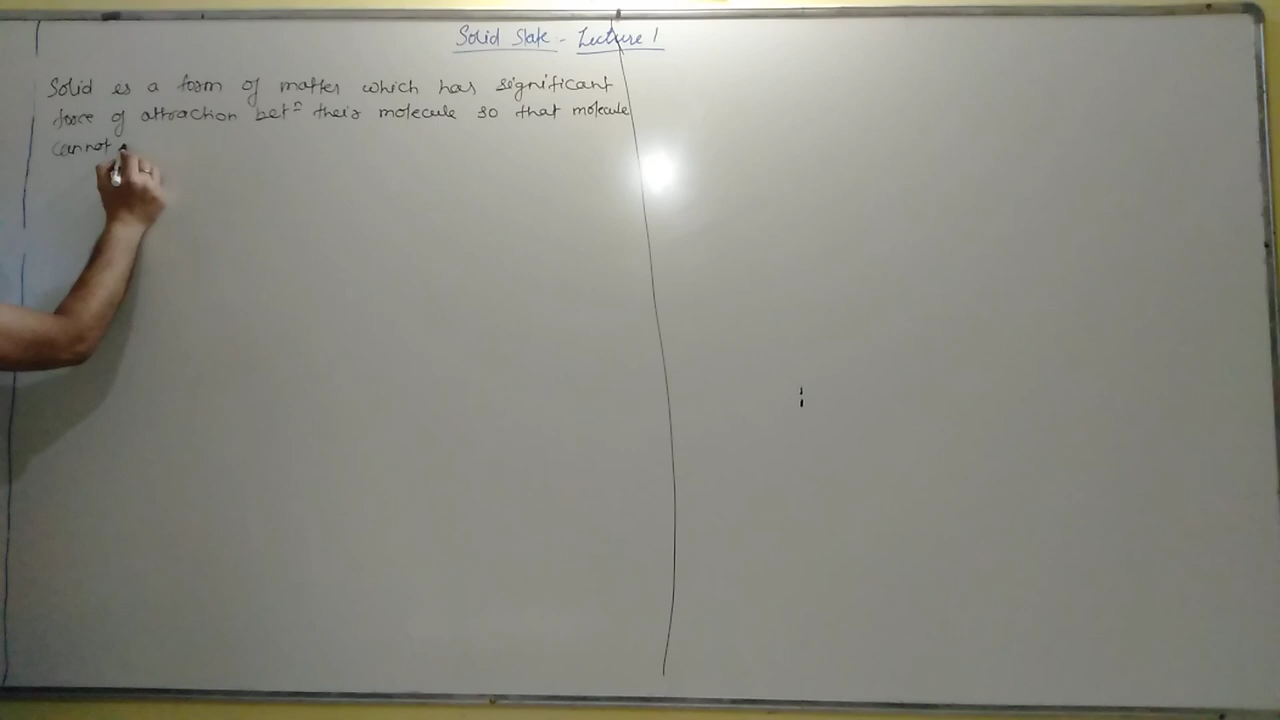 Solid State - Lecture 1
Solid is a form of matter which has significant
force of attraction betn their molecule so that molecule
cannot